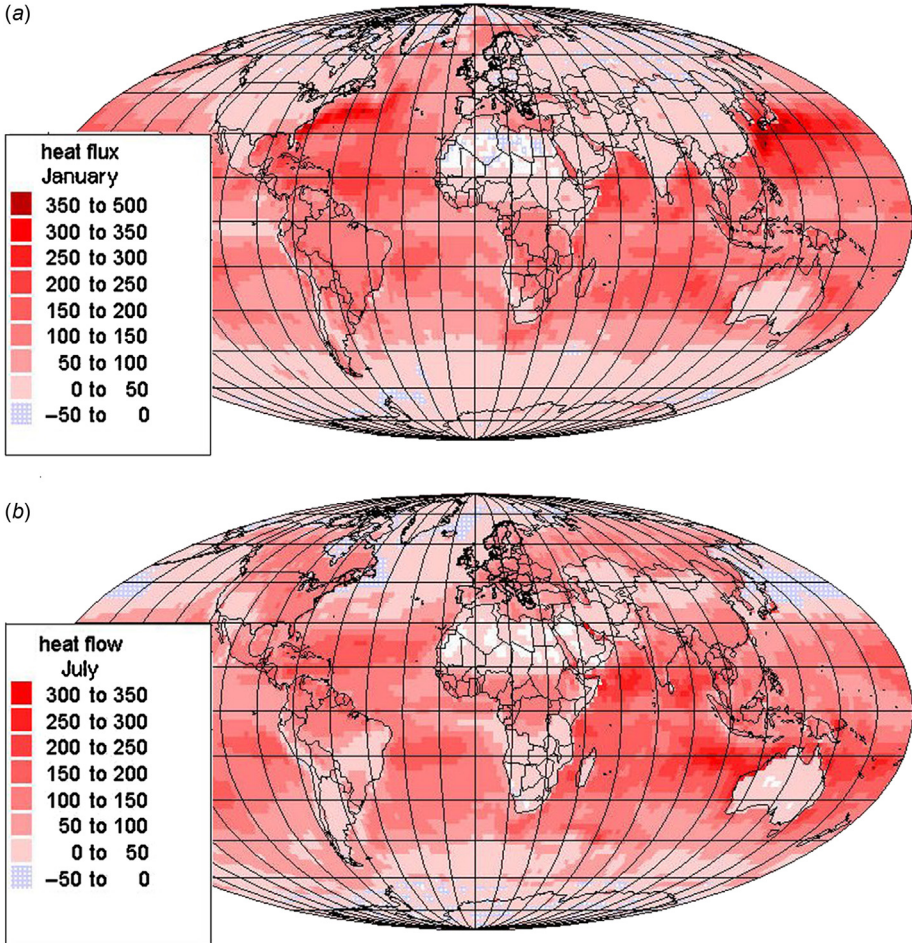 (a)
heat flux
January
350 to 500
300 to 350
250 to 300
200 to 250
150 to 200
100 to 150
50 to 100
0 to 50
−50 to 0
(b)
heat flow
July
300 to 350
250 to 300
200 to 250
150 to 200
100 to 150
50 to 100
0 to 50
−50 to 0